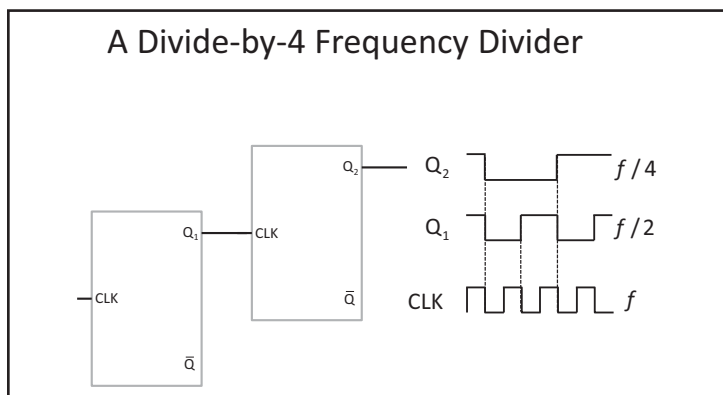 A Divide-by-4 Frequency Divider
Q₂
Q₂
f / 4
Q₁
CLK
Q₁
f / 2
CLK
Q̅
CLK
f
Q̅